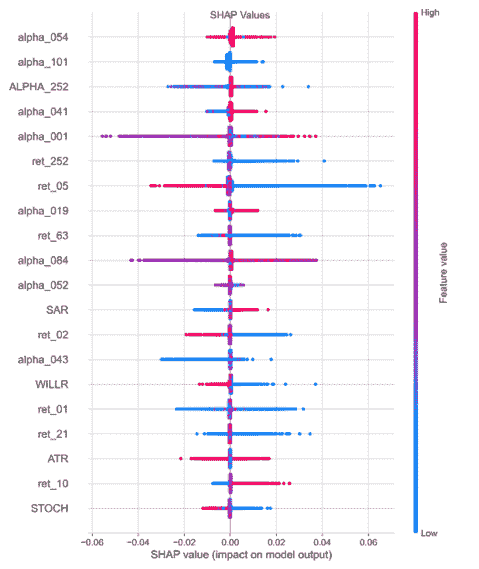 SHAP Values
High
alpha_054
alpha_101
ALPHA_252
alpha_041
alpha_001
ret_252
ret_05
alpha_019
ret_63
alpha_084
alpha_052
SAR
ret_02
alpha_043
WILLR
ret_01
ret_21
ATR
ret_10
STOCH
Feature value
Low
−0.06 −0.04 −0.02 0.00 0.02 0.04 0.06
SHAP value (impact on model output)